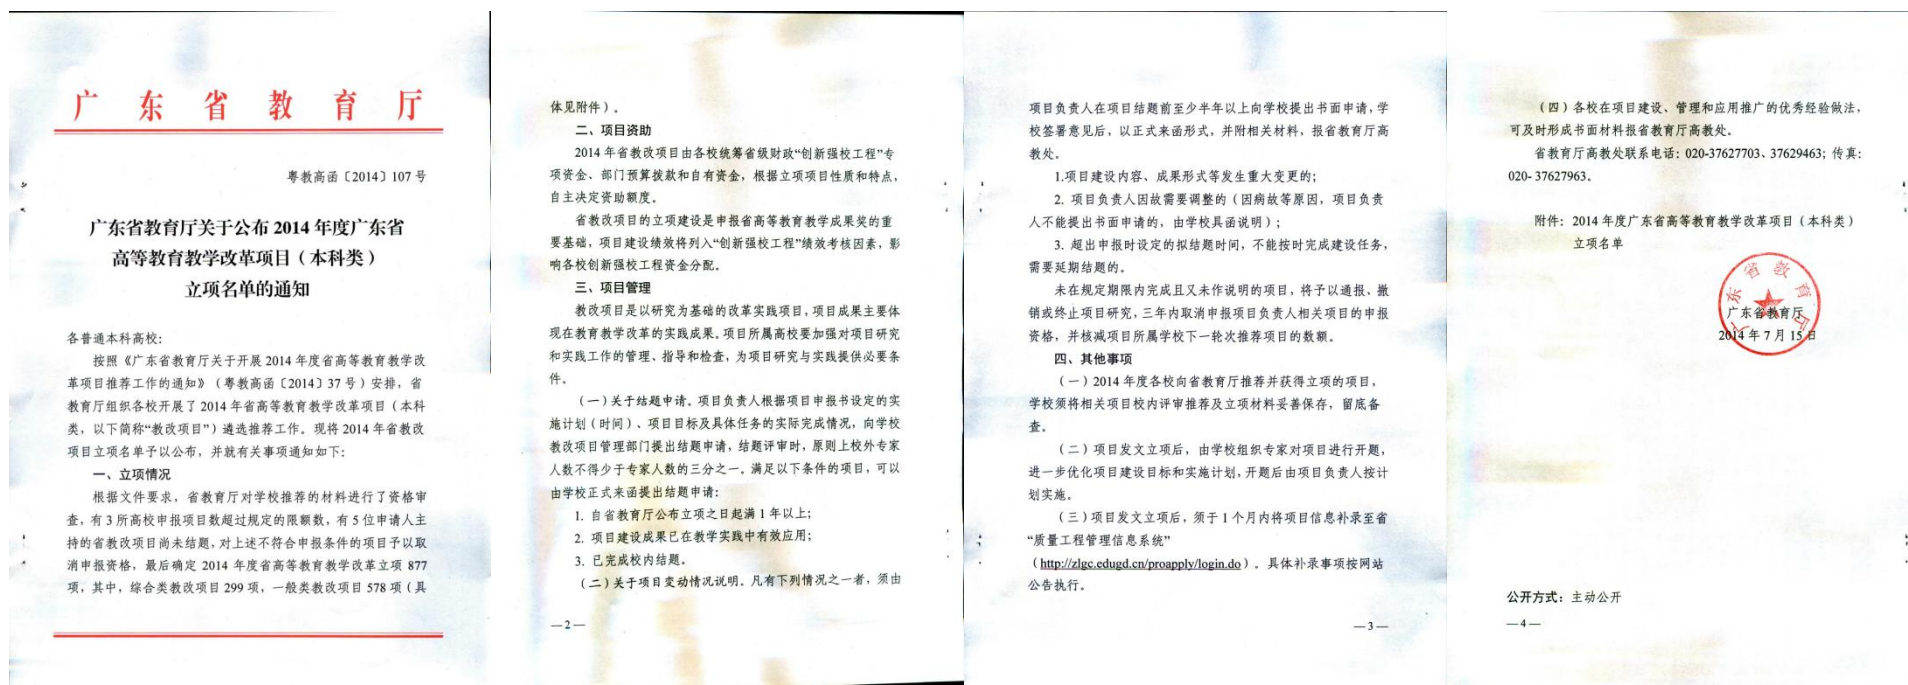 广东省教育厅
粤教高函〔2014〕107号
广东省教育厅关于公布2014年度广东省
高等教育教学改革项目（本科类）
立项名单的通知
各普通本科高校：
按照《广东省教育厅关于开展2014年度省高等教育教学改
革项目推荐工作的通知》（粤教高函〔2014〕37号）安排，省
教育厅组织各校开展了2014年省高等教育教学改革项目（本科
类，以下简称“教改项目”）遴选推荐工作。现将2014年省教改
项目立项名单予以公布，并就有关事项通知如下：
一、立项情况
根据文件要求，省教育厅对学校推荐的材料进行了资格审
查，有3所高校申报项目数超过规定的限额数，有5位申请人主
持的省教改项目尚未结题，对上述不符合申报条件的项目予以取
消申报资格，最后确定2014年度省高等教育教学改革立项877
项，其中，综合类教改项目299项，一般类教改项目578项（具
体见附件）。
二、项目资助
2014年省教改项目由各校统筹省级财政“创新强校工程”专
项资金、部门预算拨款和自有资金，根据立项项目性质和特点，
自主决定资助额度。
省教改项目的立项建设是申报省高等教育教学成果奖的重
要基础，项目建设绩效将列入“创新强校工程”绩效考核因素，影
响各校创新强校工程资金分配。
三、项目管理
教改项目是以研究为基础的改革实践项目，项目成果主要体
现在教育教学改革的实践成果。项目所属高校要加强对项目研究
和实践工作的管理、指导和检查，为项目研究与实践提供必要条
件。
（一）关于结题申请。项目负责人根据项目申报书设定的实
施计划（时间）、项目目标及具体任务的实际完成情况，向学校
教改项目管理部门提出结题申请，结题评审时，原则上校外专家
人数不得少于专家人数的三分之一。满足以下条件的项目，可以
由学校正式来函提出结题申请：
1. 自省教育厅公布立项之日起满1年以上；
2. 项目建设成果已在教学实践中有效应用；
3. 已完成校内结题。
（二）关于项目变动情况说明。凡有下列情况之一者，须由
—2—
项目负责人在项目结题前至少半年以上向学校提出书面申请，学
校签署意见后，以正式来函形式，并附相关材料，报省教育厅高
教处。
1.项目建设内容、成果形式等发生重大变更的；
2. 项目负责人因故需要调整的（因病故等原因，项目负责
人不能提出书面申请的，由学校具函说明）；
3. 超出申报时设定的拟结题时间，不能按时完成建设任务，
需要延期结题的。
未在规定期限内完成且又未作说明的项目，将予以通报、撤
销或终止项目研究，三年内取消申报项目负责人相关项目的申报
资格，并核减项目所属学校下一轮次推荐项目的数额。
四、其他事项
（一）2014年度各校向省教育厅推荐并获得立项的项目，
学校须将相关项目校内评审推荐及立项材料妥善保存，留底备
查。
（二）项目发文立项后，由学校组织专家对项目进行开题，
进一步优化项目建设目标和实施计划，开题后由项目负责人按计
划实施。
（三）项目发文立项后，须于1个月内将项目信息补录至省
“质量工程管理信息系统”
（http://zlgc.edugd.cn/proapply/login.do）。具体补录事项按网站
公告执行。
—3—
（四）各校在项目建设、管理和应用推广的优秀经验做法，
可及时形成书面材料报省教育厅高教处。
省教育厅高教处联系电话：020-37627703、37629463；传真：
020- 37627963。
附件：2014年度广东省高等教育教学改革项目（本科类）
立项名单
广东省教育厅
广东省教育厅
2014年7月15日
公开方式：主动公开
—4—